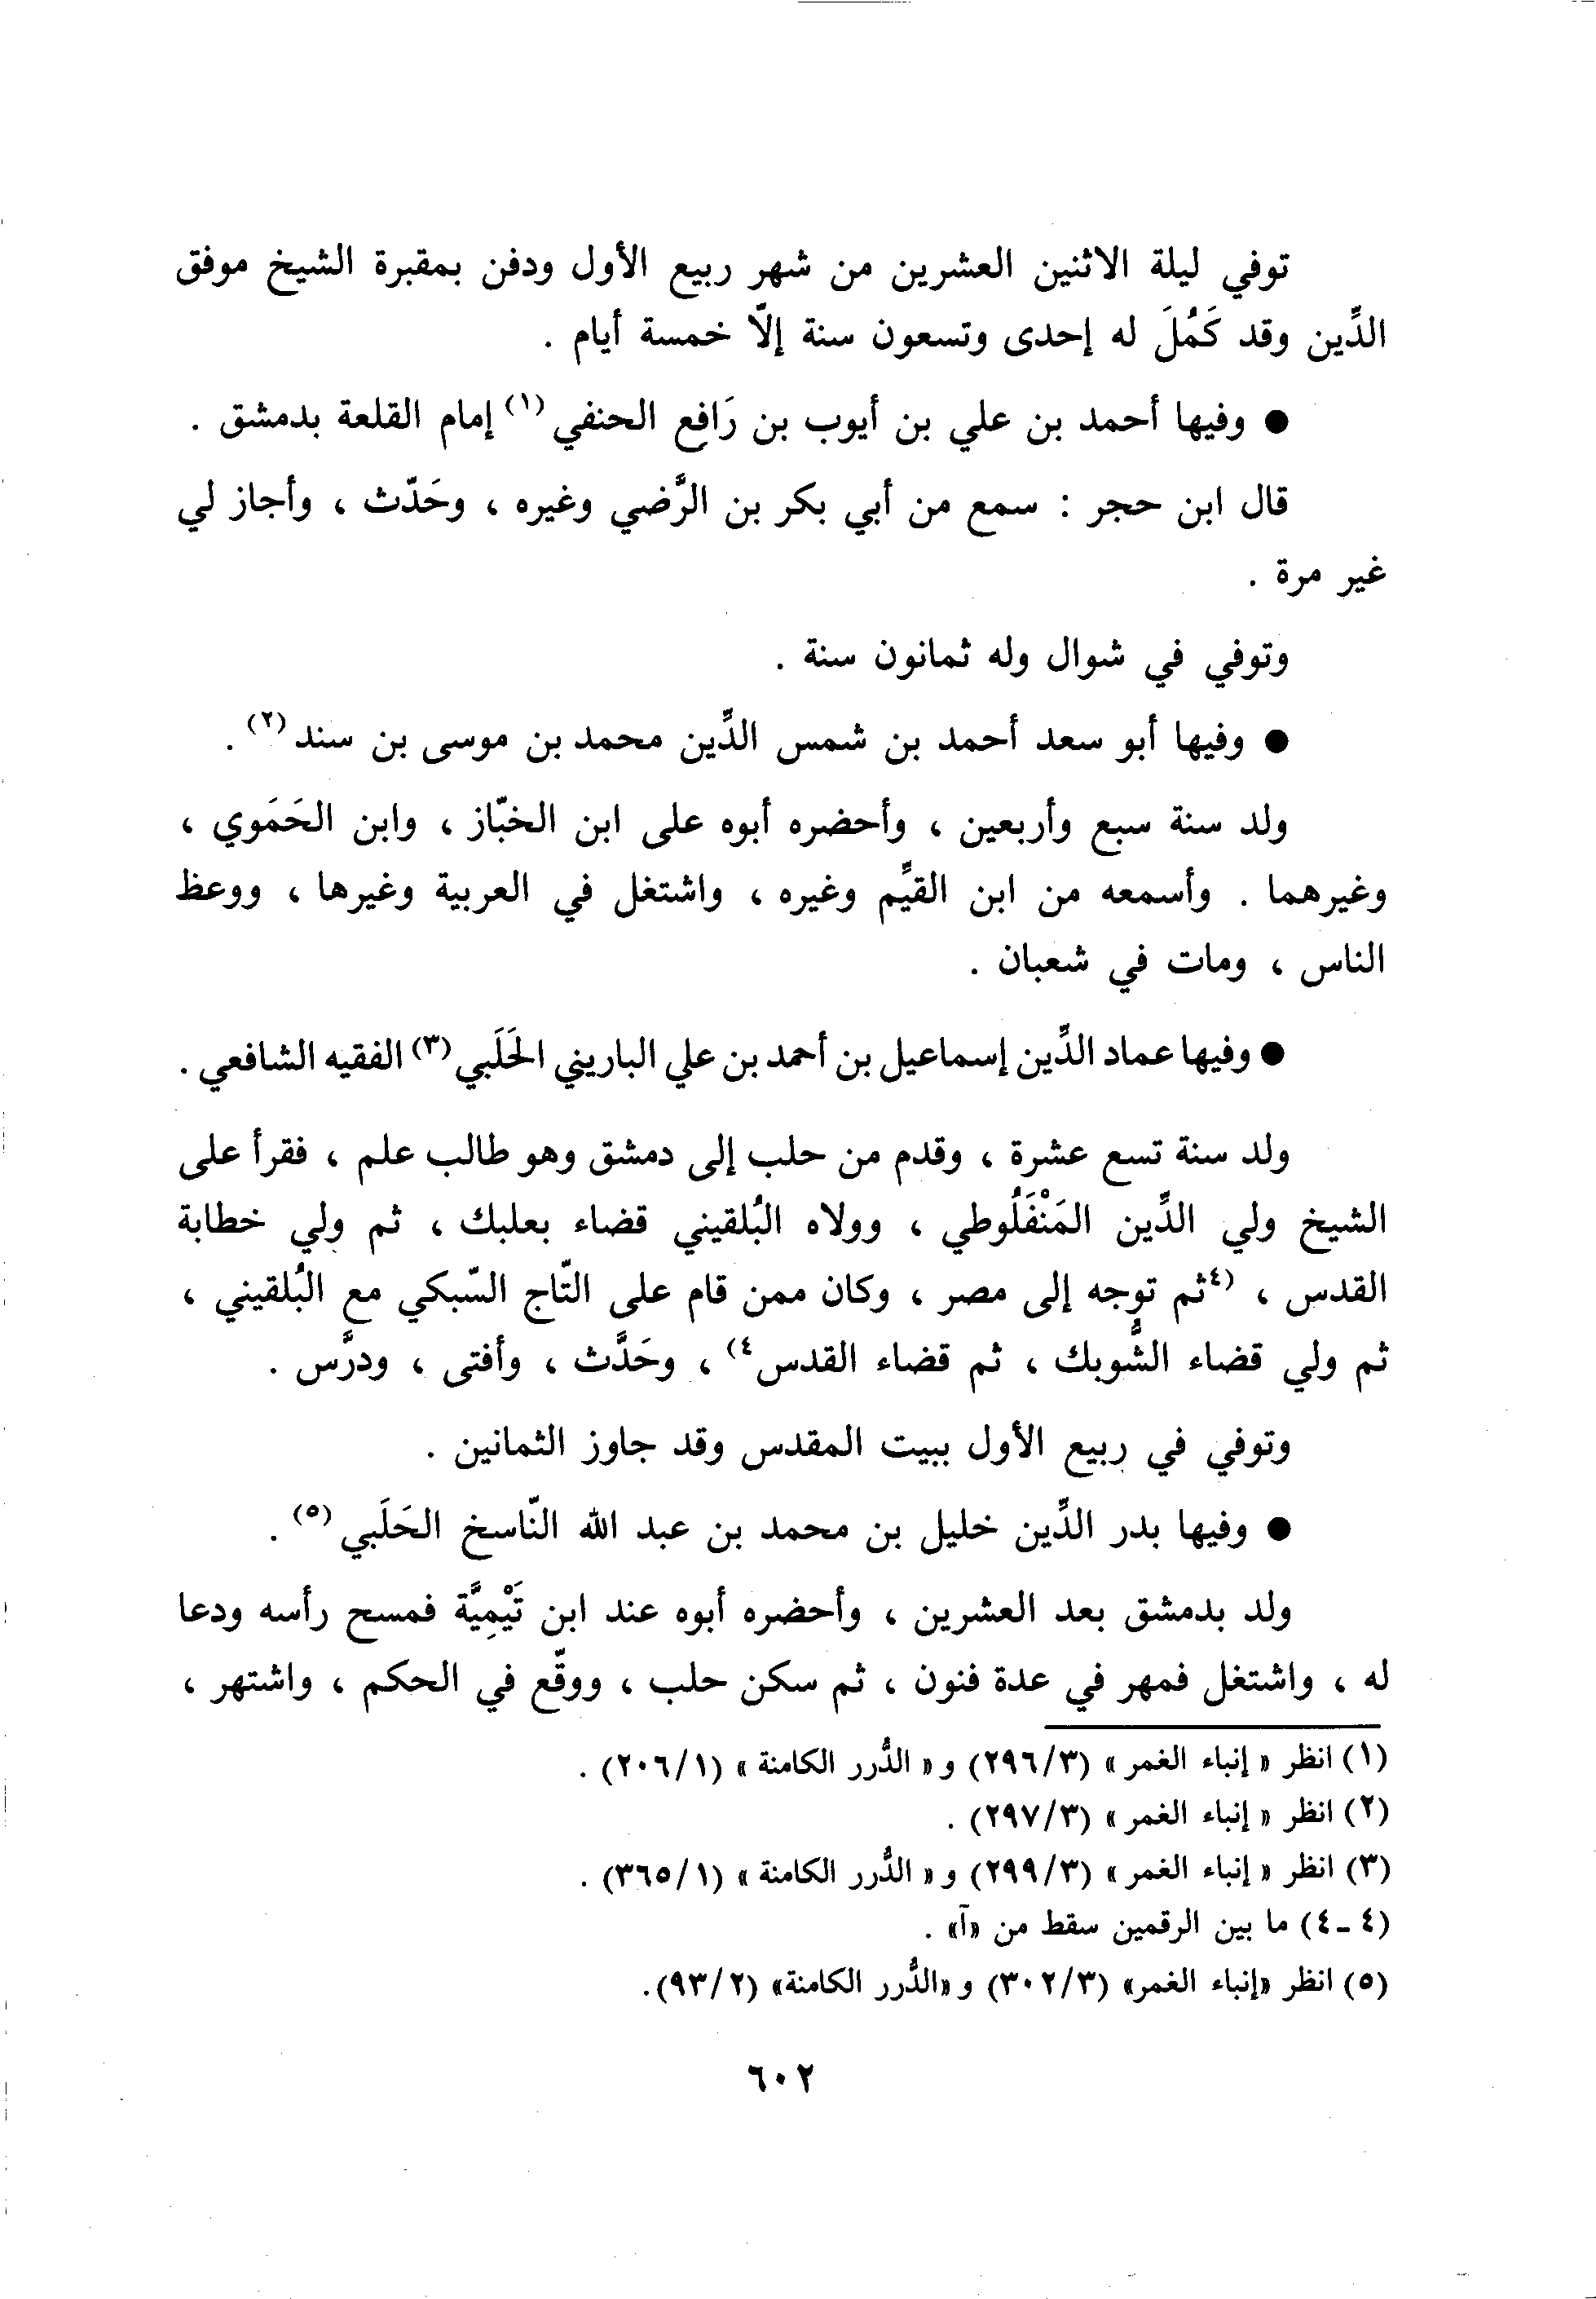 توفي ليلة الاثنين العشرين من شهر ربيع الأول ودفن بمقبرة الشيخ موفق
الدِّين وقد كَمُلَ له إحدى وتسعون سنة إلّا خمسة أيام .
● وفيها أحمد بن علي بن أيوب بن رَافع الحنفي (١) إمام القلعة بدمشق .
قال ابن حجر : سمع من أبي بكر بن الرَّضي وغيره ، وحَدّث ، وأجاز لي
غير مرة .
وتوفي في شوال وله ثمانون سنة .
● وفيها أبو سعد أحمد بن شمس الدِّين محمد بن موسى بن سند (٢) .
ولد سنة سبع وأربعين ، وأحضره أبوه على ابن الخبّاز ، وابن الحَمَوي ،
وغيرهما . وأسمعه من ابن القيِّم وغيره ، واشتغل في العربية وغيرها ، ووعظ
الناس ، ومات في شعبان .
● وفيها عماد الدِّين إسماعيل بن أحمد بن علي الباريني الحَلَبي (٣) الفقيه الشافعي .
ولد سنة تسع عشرة ، وقدم من حلب إلى دمشق وهو طالب علم ، فقرأ على
الشيخ ولي الدِّين المَنْفَلُوطي ، وولاه البُلقيني قضاء بعلبك ، ثم ولي خطابة
القدس ، (٤ ثم توجه إلى مصر ، وكان ممن قام على التّاج السّبكي مع البُلقيني ،
ثم ولي قضاء الشُّوبك ، ثم قضاء القدس ٤) ، وحَدَّث ، وأفتى ، ودرَّس .
وتوفي في ربيع الأول ببيت المقدس وقد جاوز الثمانين .
● وفيها بدر الدِّين خليل بن محمد بن عبد الله النّاسخ الحَلَبي (٥) .
ولد بدمشق بعد العشرين ، وأحضره أبوه عند ابن تَيْمِيَّة فمسح رأسه ودعا
له ، واشتغل فمهر في عدة فنون ، ثم سكن حلب ، ووقّع في الحكم ، واشتهر ،
(١) انظر « إنباء الغمر » (٢٩٦/٣) و« الدُّرر الكامنة » (٢٠٦/١) .
(٢) انظر « إنباء الغمر » (٢٩٧/٣) .
(٣) انظر « إنباء الغمر » (٢٩٩/٣) و« الدُّرر الكامنة » (٣٦٥/١) .
(٤ - ٤) ما بين الرقمين سقط من «آ» .
(٥) انظر «إنباء الغمر» (٣٠٢/٣) و«الدُّرر الكامنة» (٩٣/٢).
٦٠٢